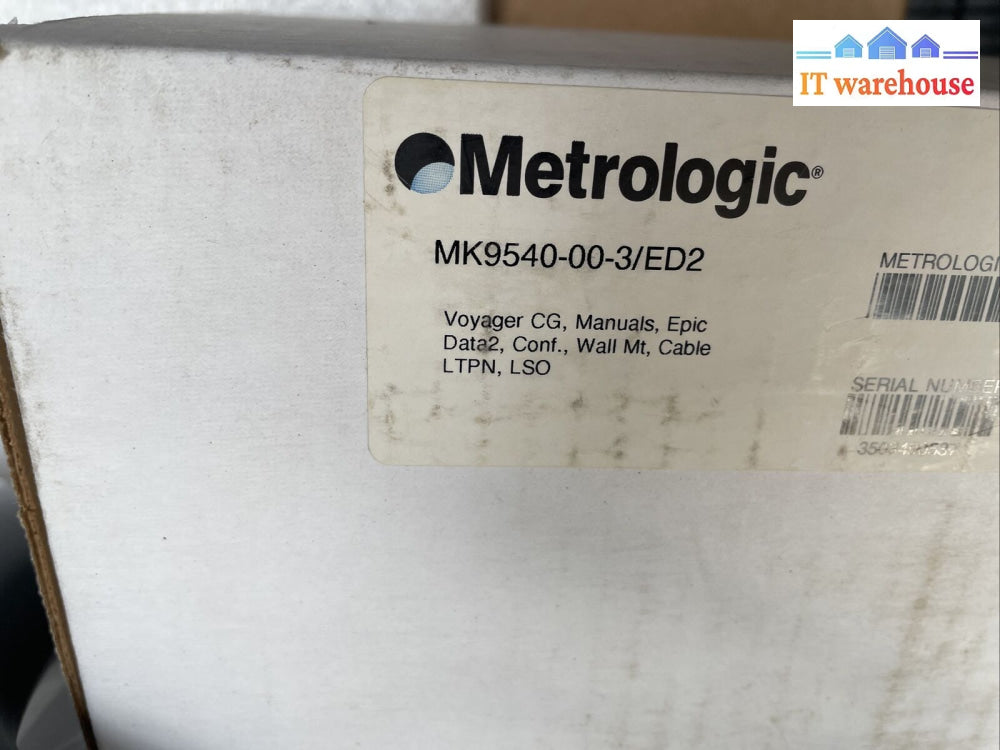 IT warehouse
Metrologic®
MK9540-00-3/ED2
METROLOGI
Voyager CG, Manuals, Epic
Data2, Conf., Wall Mt, Cable
LTPN, LSO
SERIAL NUMBER